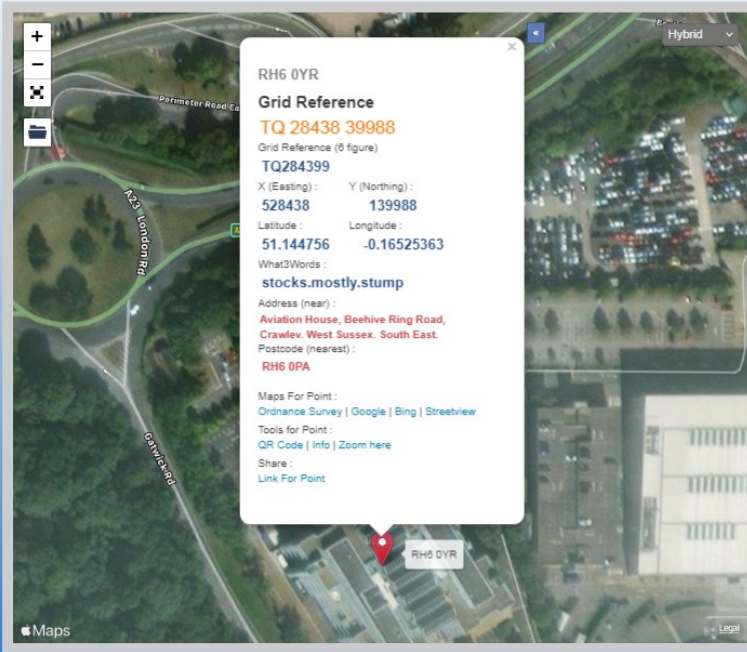 +
«
Hybrid
×
−
Perimeter Road Ea
A23 London Rd
RH6 0YR
Grid Reference
TQ 28438 39988
Grid Reference (6 figure)
TQ284399
X (Easting) : Y (Northing) :
528438 139988
Latitude : Longitude :
51.144756 -0.16525363
What3Words :
stocks.mostly.stump
Address (near) :
Aviation House, Beehive Ring Road,
Crawley, West Sussex, South East.
Postcode (nearest) :
RH6 0PA
Maps For Point :
Ordnance Survey | Google | Bing | Streetview
Tools for Point :
QR Code | Info | Zoom here
Share :
Link For Point
Gatwick Rd
RH6 0YR
Maps
Legal